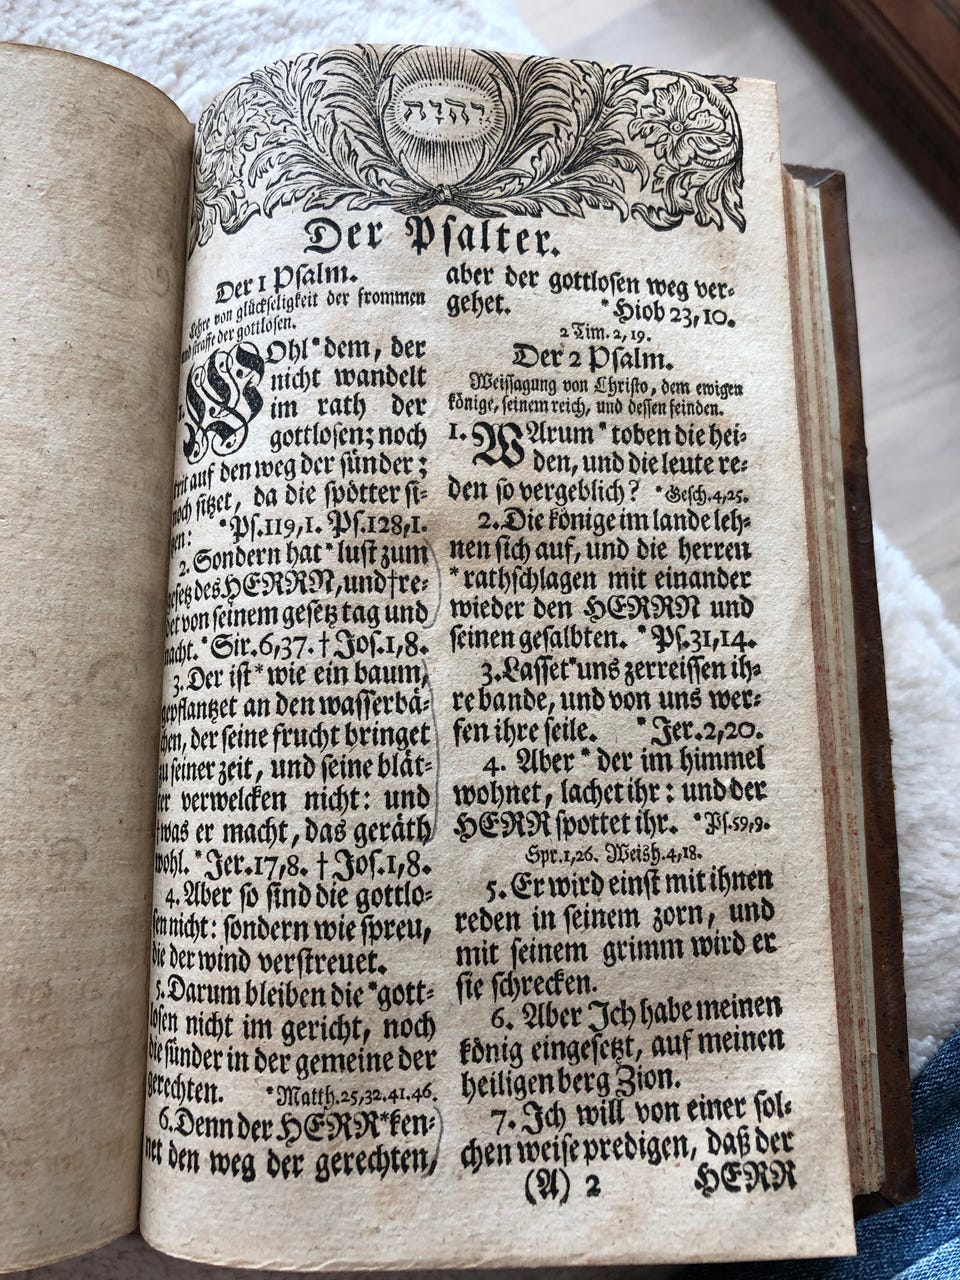 יהוה
Der Psalter.
Der 1 Psalm.
Lehre von glückseligkeit der frommen
und straffe der gottlosen.
1. WOhl * dem, der
nicht wandelt
im rath der
gottlosen; noch
tritt auf den weg der sünder;
noch sitzet, da die spötter si=
tzen: * Ps. 119, 1. Ps. 128, 1.
2. Sondern hat * lust zum
gesetz des HERRN, und † re=
det von seinem gesetz tag und
nacht. * Sir. 6, 37. † Jos. 1, 8.
3. Der ist * wie ein baum,
gepflantzet an den wasserbä=
chen, der seine frucht bringet
zu seiner zeit, und seine blät=
ter verwelcken nicht: und
† was er macht, das geräth
wohl. * Jer. 17, 8. † Jos. 1, 8.
4. Aber so sind die gottlo=
sen nicht: sondern wie spreu,
die der wind verstreuet.
5. Darum bleiben die * gott=
losen nicht im gericht, noch
die sünder in der gemeine der
gerechten. * Matth. 25, 32. 41. 46.
6. Denn der HERR * ken=
net den weg der gerechten,
aber der gottlosen weg ver=
gehet. * Hiob 23, 10.
2 Tim. 2, 19.
Der 2 Psalm.
Weissagung von Christo, dem ewigen
könige, seinem reich, und dessen feinden.
1. WArum * toben die hei=
den, und die leute re=
den so vergeblich? * Gesch. 4, 25.
2. Die könige im lande leh=
nen sich auf, und die herren
* rathschlagen mit einander
wieder den HERRN und
seinen gesalbten. * Ps. 31, 14.
3. Lasset * uns zerreissen ih=
re bande, und von uns wer=
fen ihre seile. * Jer. 2, 20.
4. Aber * der im himmel
wohnet, lachet ihr: und der
HERR spottet ihr. * Ps. 59, 9.
Spr. 1, 26. Weish. 4, 18.
5. Er wird einst mit ihnen
reden in seinem zorn, und
mit seinem grimm wird er
sie schrecken.
6. Aber Ich habe meinen
könig eingesetzt, auf meinen
heiligen berg Zion.
7. Ich will von einer sol=
chen weise predigen, daß der
(A) 2 HERR